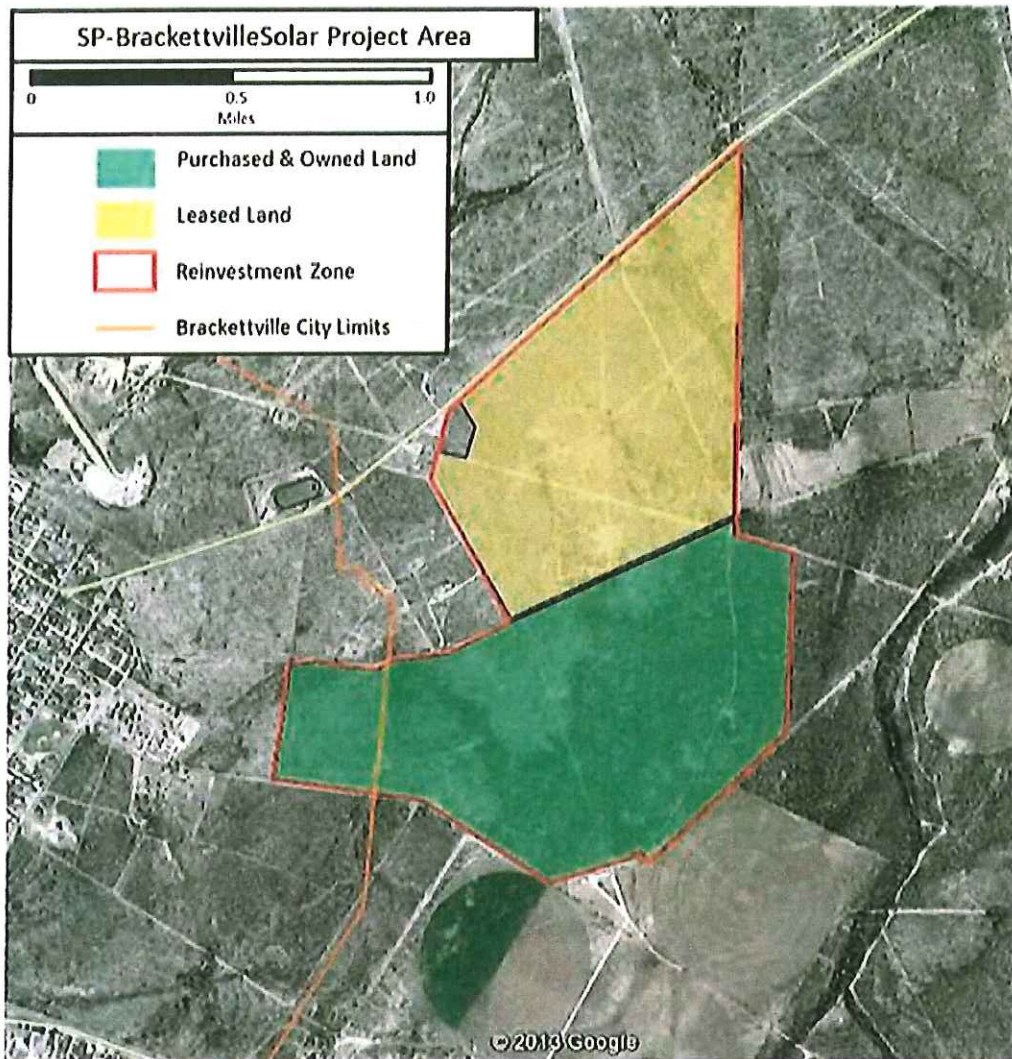 SP-BrackettvilleSolar Project Area
0 0.5 1.0
Miles
Purchased & Owned Land
Leased Land
Reinvestment Zone
Brackettville City Limits
© 2013 Google